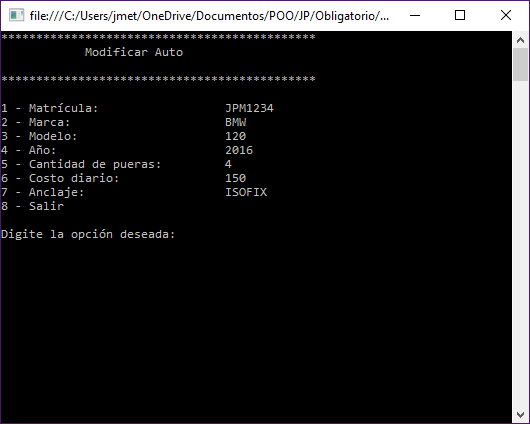 file:///C:/Users/jmet/OneDrive/Documentos/POO/JP/Obligatorio/...
*********************************************
Modificar Auto
*********************************************
1 - Matrícula: JPM1234
2 - Marca: BMW
3 - Modelo: 120
4 - Año: 2016
5 - Cantidad de pueras: 4
6 - Costo diario: 150
7 - Anclaje: ISOFIX
8 - Salir
Digite la opción deseada: